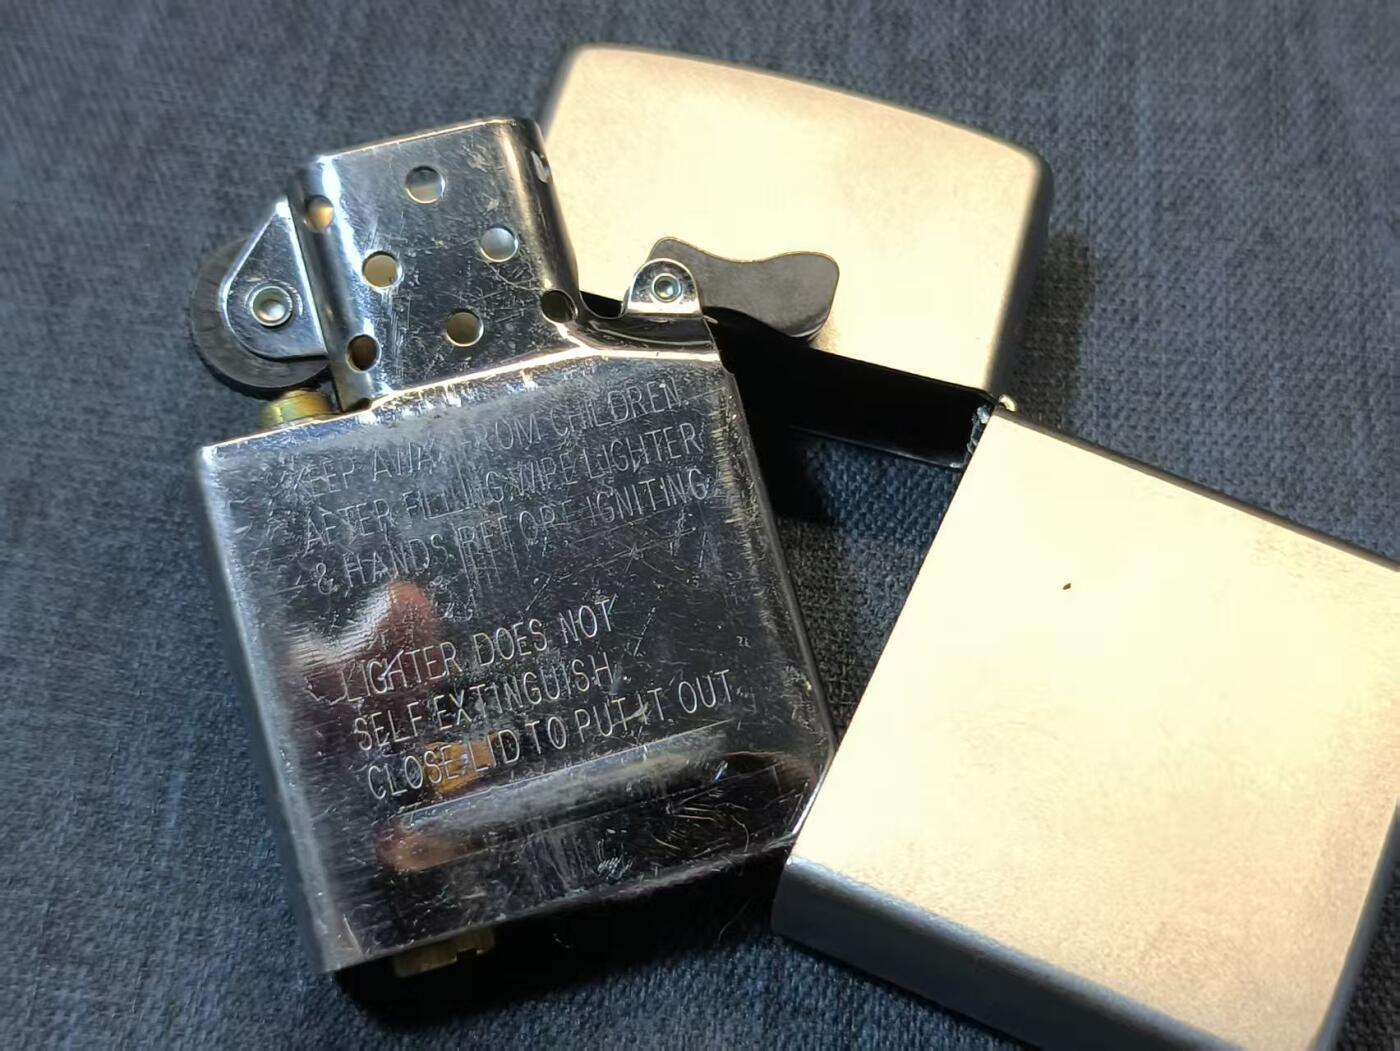 KEEP AWAY FROM CHILDREN
AFTER FILLING WIPE LIGHTER
& HANDS BEFORE IGNITING
LIGHTER DOES NOT
SELF EXTINGUISH.
CLOSE LID TO PUT IT OUT